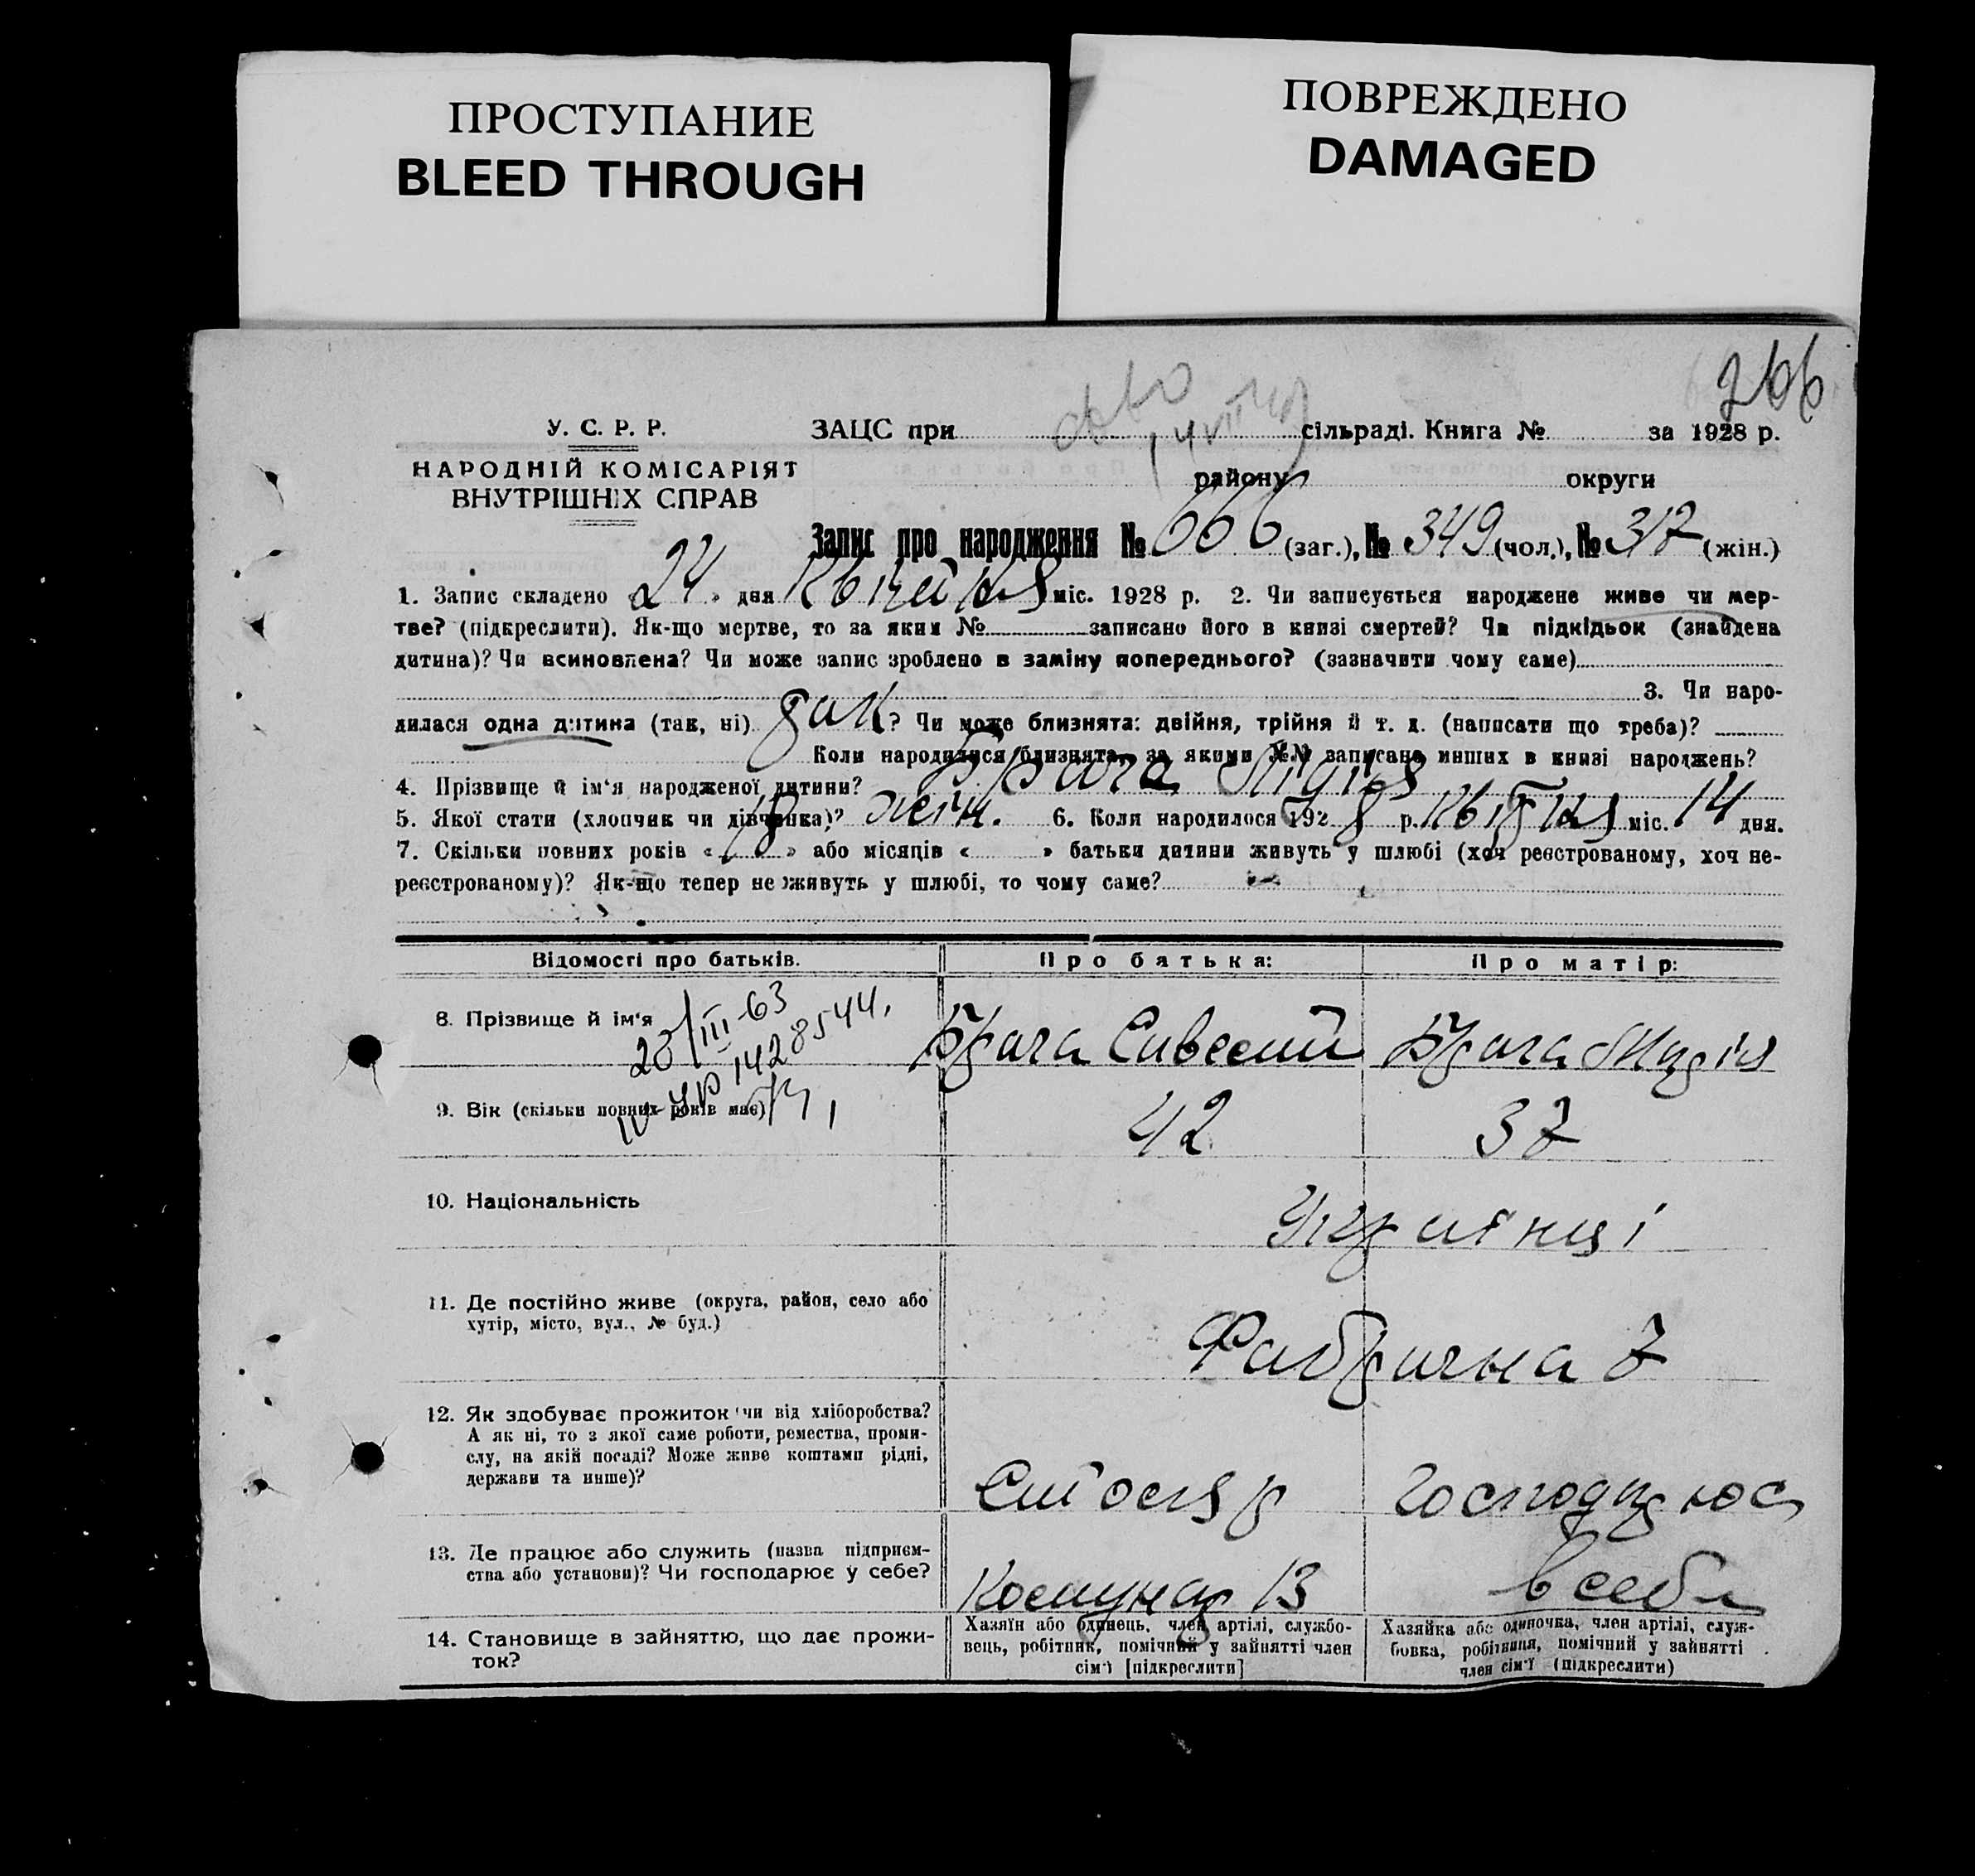 ПРОСТУПАНИЕ
BLEED THROUGH
ПОВРЕЖДЕНО
DAMAGED
266
У. С. Р. Р.
НАРОДНІЙ КОМІСАРІЯТ
ВНУТРІШНІХ СПРАВ
ЗАЦС при сільраді. Книга № за 1928 р.
району округи
Запис про народження № 666 (заг.), № 349 (чол.), № 317 (жін.)
1. Запис складено « 24 » дня квітня міс. 1928 р. 2. Чи записується народжене живе чи мер-
тве? (підкреслити). Як-що мертве, то за яким № записано його в книзі смертей? Чи підкідьок (знайдена
дитина)? Чи всиновлена? Чи може запис зроблено в заміну попереднього? (зазначити чому саме)
3. Чи наро-
дилася одна дитина (так, ні) так ? Чи може близнята: двійня, трійня й т. д. (написати що треба)?
Коли народилися близнята, за якими №№ записано инших в книзі народжень?
4. Прізвище й ім'я народженої дитини? Брага Лідія
5. Якої стати (хлопчик чи дівчинка)? жін. 6. Коли народилося 1928 р. квітня міс. 14 дня.
7. Скільки повних років « 18 » або місяців « » батьки дитини живуть у шлюбі (хоч реєстрованому, хоч не-
реєстрованому)? Як-що тепер не живуть у шлюбі, то чому саме?
Відомості про батьків. Про батька: Про матір:
8. Прізвище й ім'я Брага Брага
23/III-63
1428544.
9. Вік (скільки повних років має) 42 37
10. Національність Українці
11. Де постійно живе (округа, район, село або
хутір, місто, вул., № буд.)
Фабрична 7
12. Як здобуває прожиток чи від хліборобства?
А як ні, то з якої саме роботи, ремества, проми-
слу, на якій посаді? Може живе коштами рідні,
держави та инше)?
Столяр
13. Де працює або служить (назва підприєм-
ства або установи)? Чи господарює у себе?
13 в себе
14. Становище в зайняттю, що дає прожи-
ток?
Хазяїн або одинець, член артілі, службо-
вець, робітник, помічний у зайнятті член
сім'ї [підкреслити]
Хазяйка або одиночка, член артілі, служ-
бовка, робітниця, помічний у зайнятті
член сім'ї (підкреслити)